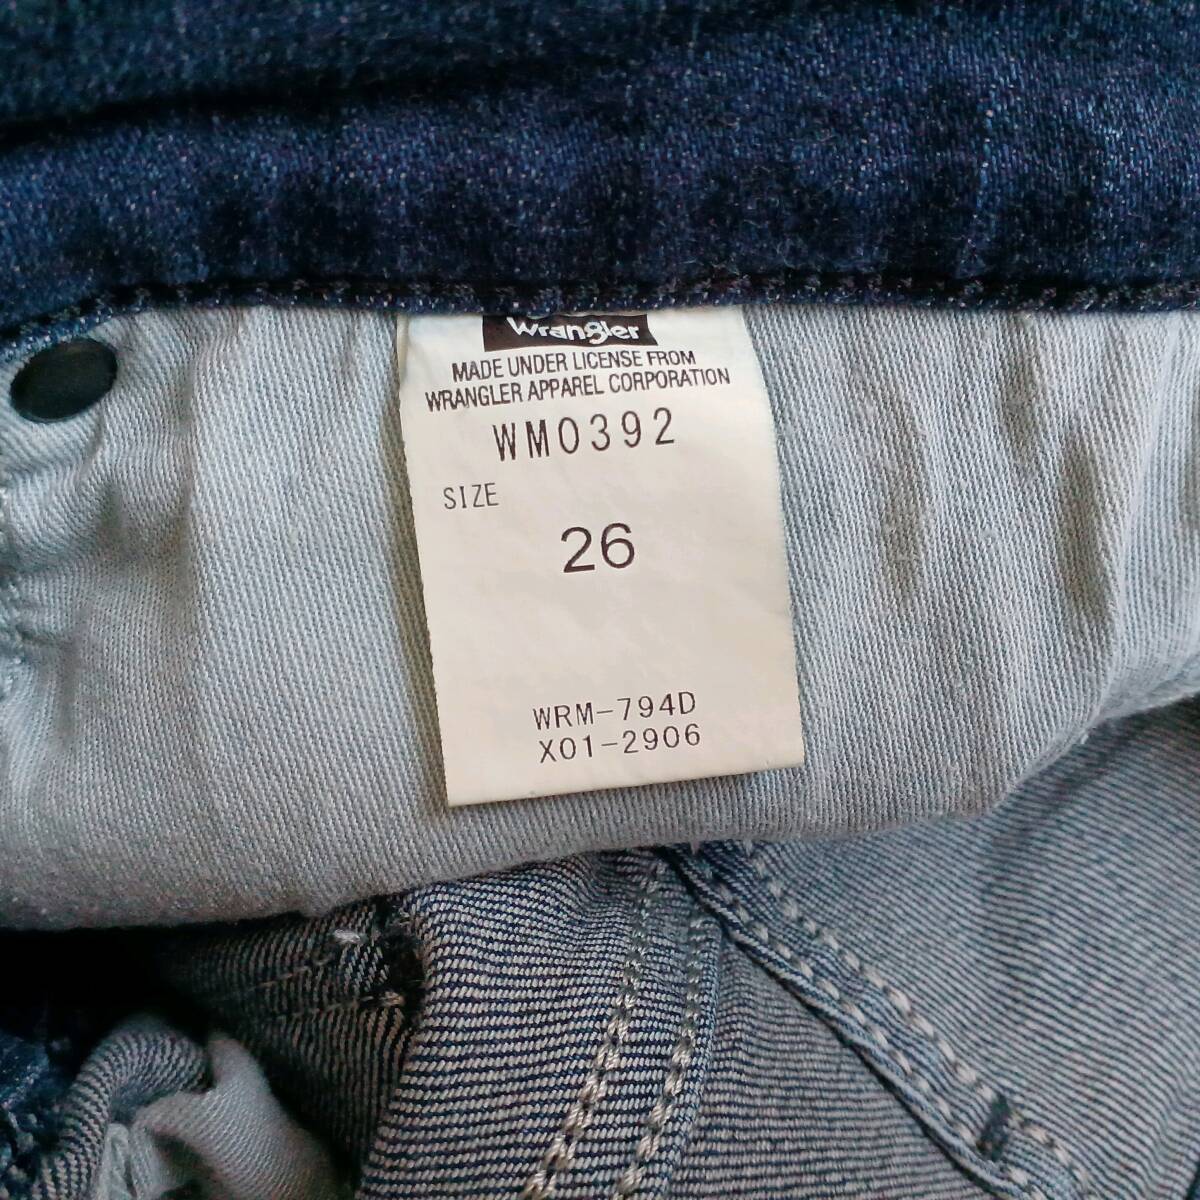 Wrangler
MADE UNDER LICENSE FROM
WRANGLER APPAREL CORPORATION
WM0392
SIZE
26
WRM-794D
X01-2906